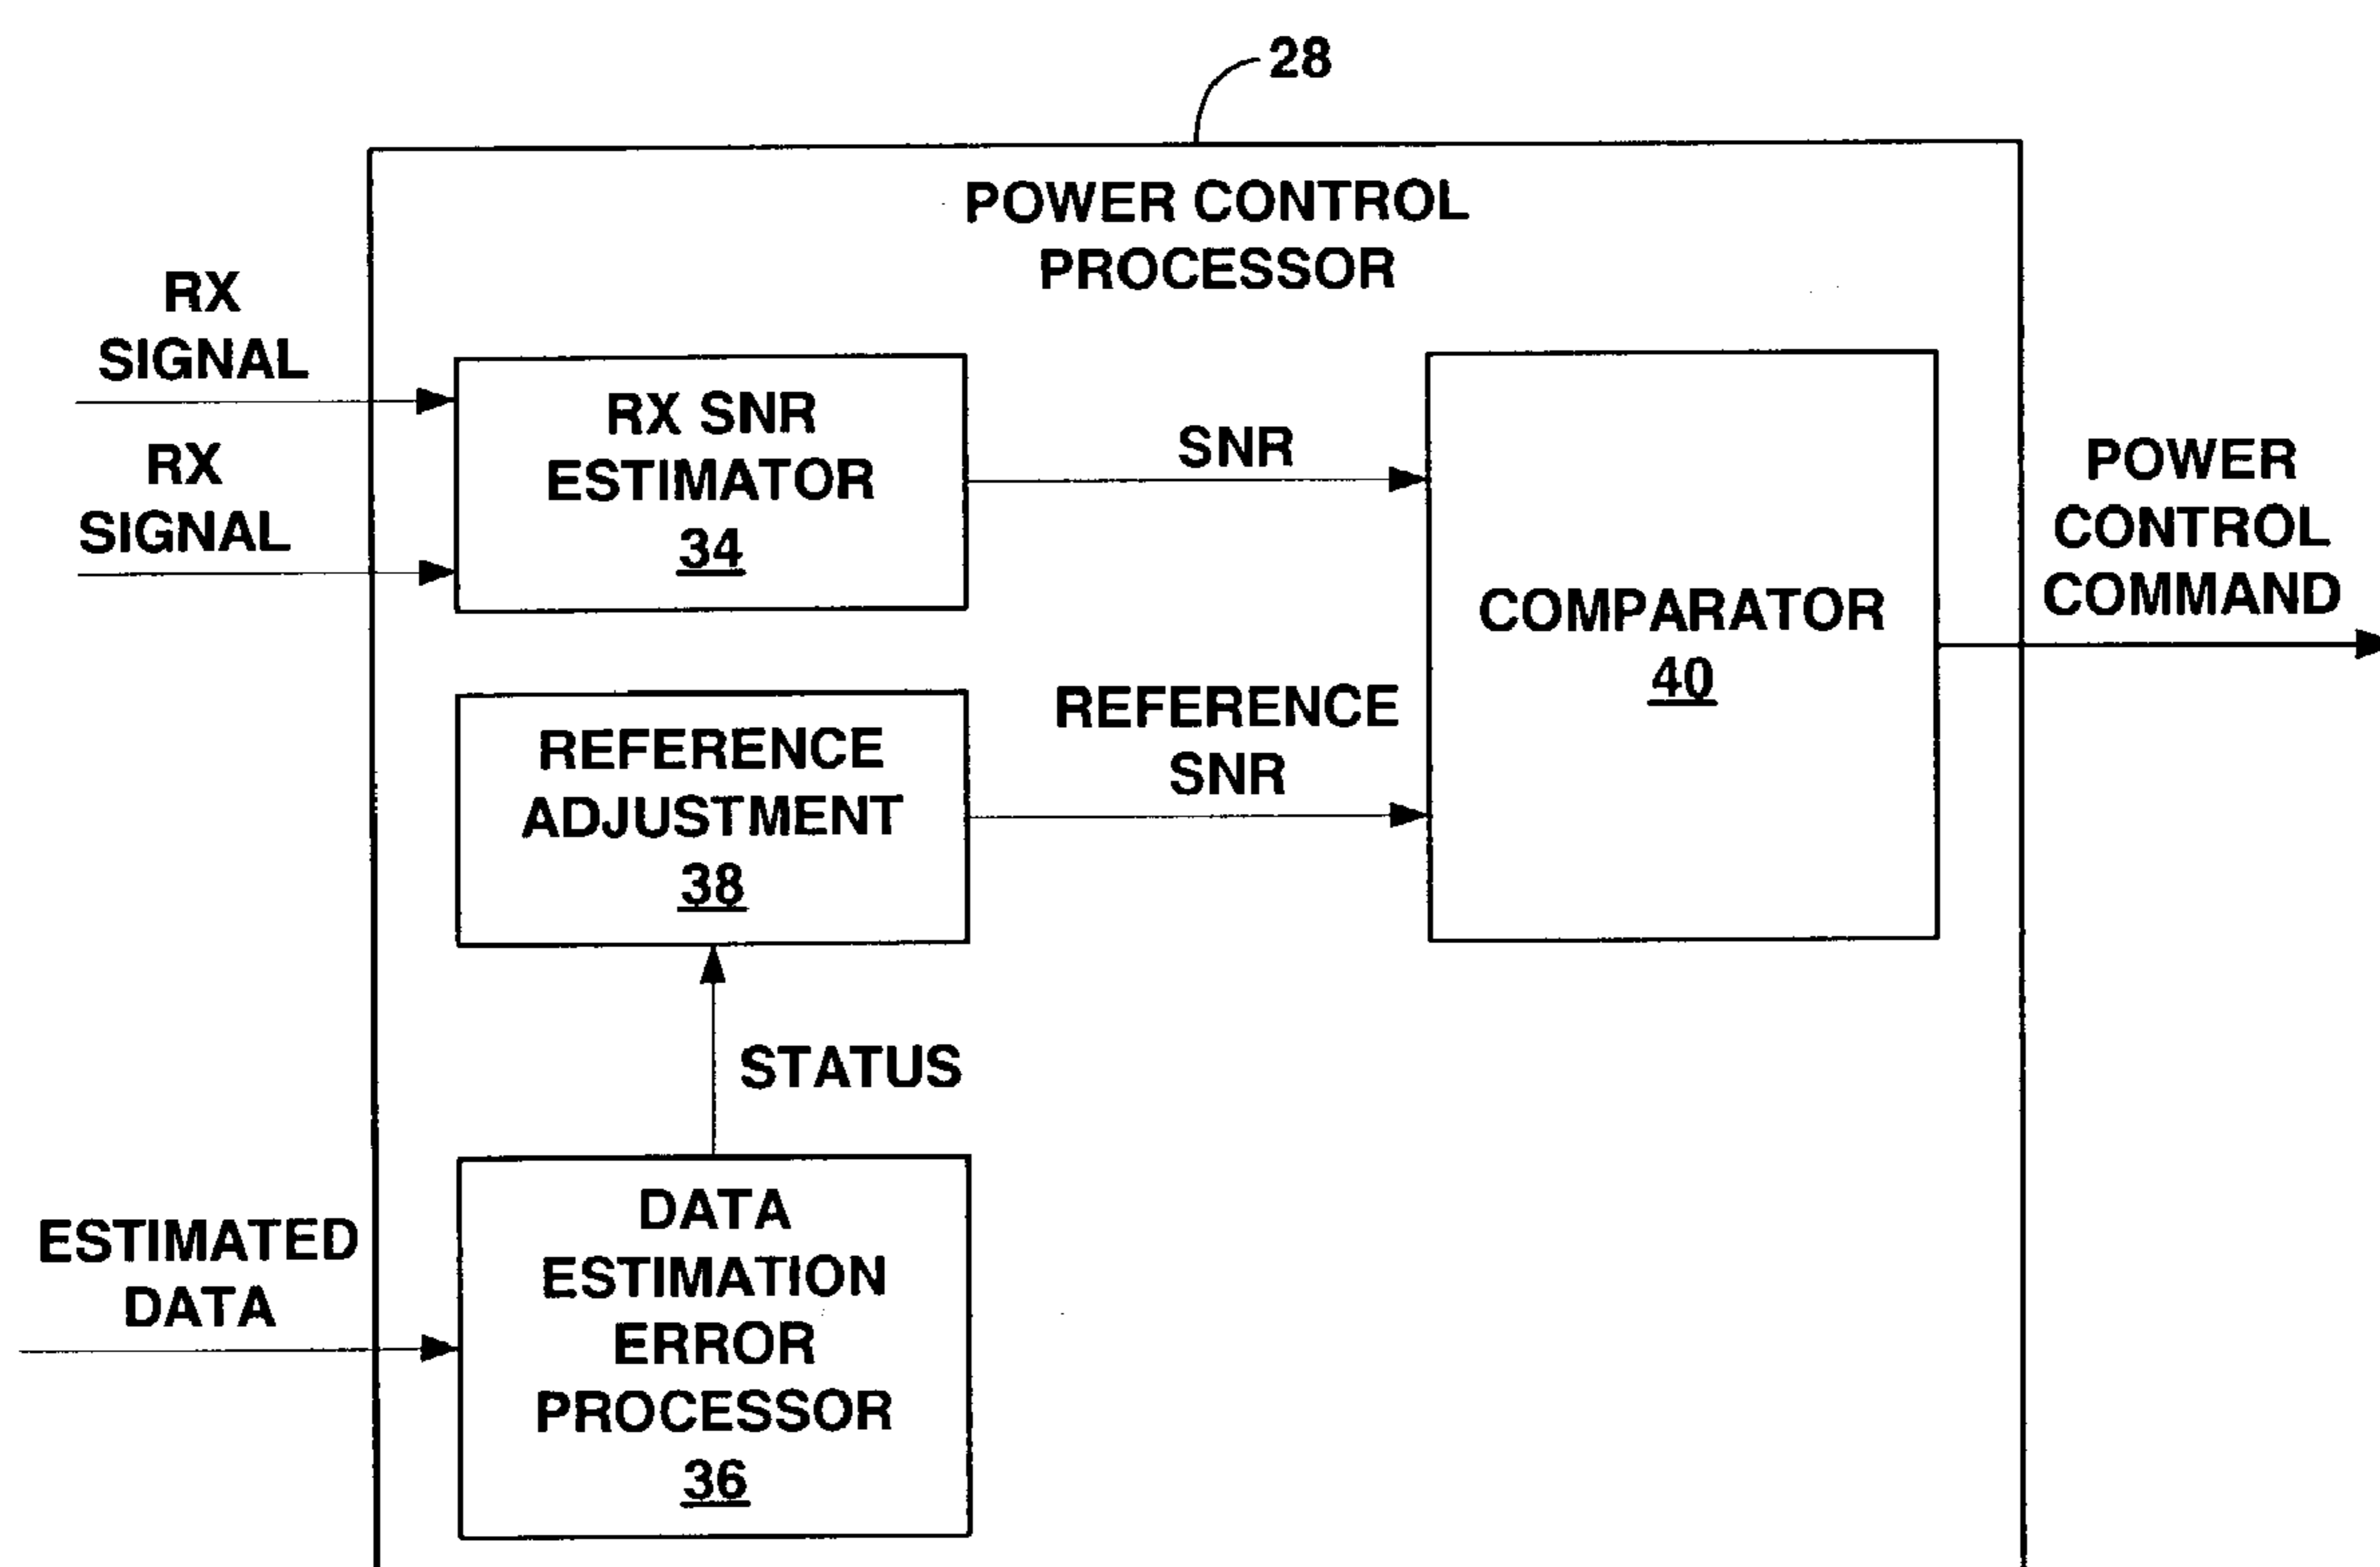 28
POWER CONTROL
PROCESSOR
RX
SIGNAL
RX
SIGNAL
RX SNR
ESTIMATOR
34
SNR
COMPARATOR
40
POWER
CONTROL
COMMAND
REFERENCE
ADJUSTMENT
38
REFERENCE
SNR
STATUS
ESTIMATED
DATA
DATA
ESTIMATION
ERROR
PROCESSOR
36